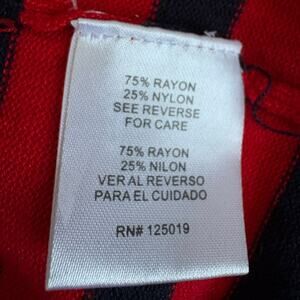 75% RAYON
25% NYLON
SEE REVERSE
FOR CARE
75% RAYON
25% NILON
VER AL REVERSO
PARA EL CUIDADO
RN# 125019